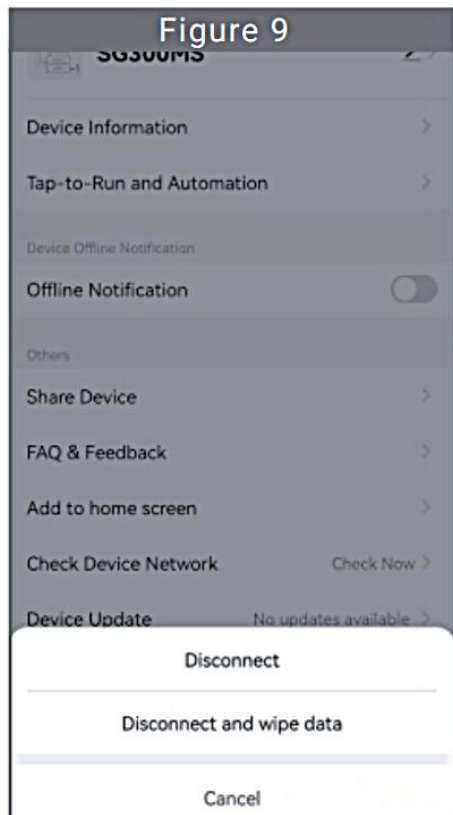 Figure 9
SG300MS
Device Information
Tap-to-Run and Automation
Device Offline Notification
Offline Notification
Others
Share Device
FAQ & Feedback
Add to home screen
Check Device Network Check Now
Device Update No updates available
Disconnect
Disconnect and wipe data
Cancel